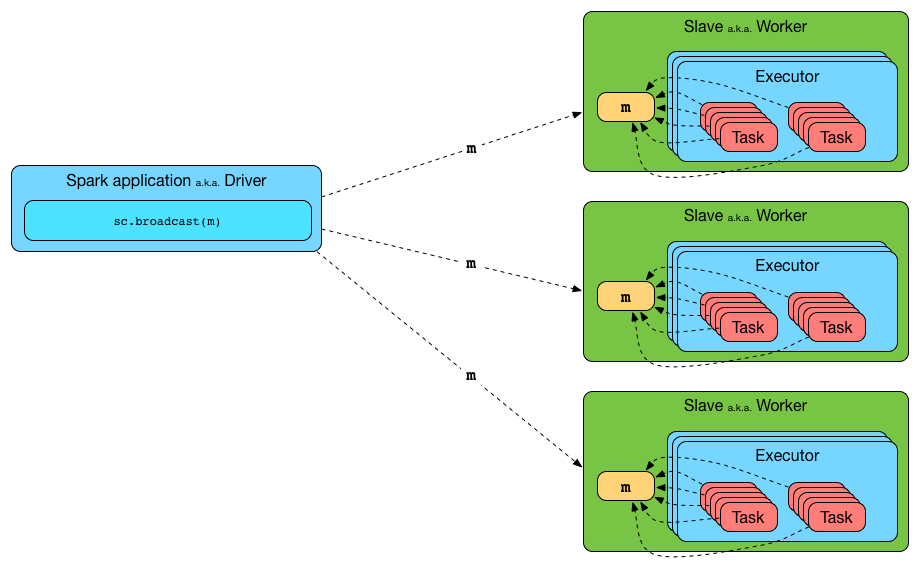 Spark application a.k.a. Driver
sc.broadcast(m)
m
m
m
Slave a.k.a. Worker
Executor
m
Task
Task
Slave a.k.a. Worker
Executor
m
Task
Task
Slave a.k.a. Worker
Executor
m
Task
Task